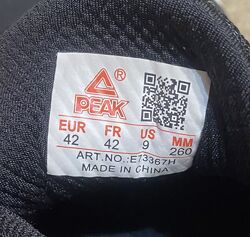 PEAK
EUR FR US MM
42 42 9 260
ART.NO.:E73367H
MADE IN CHINA